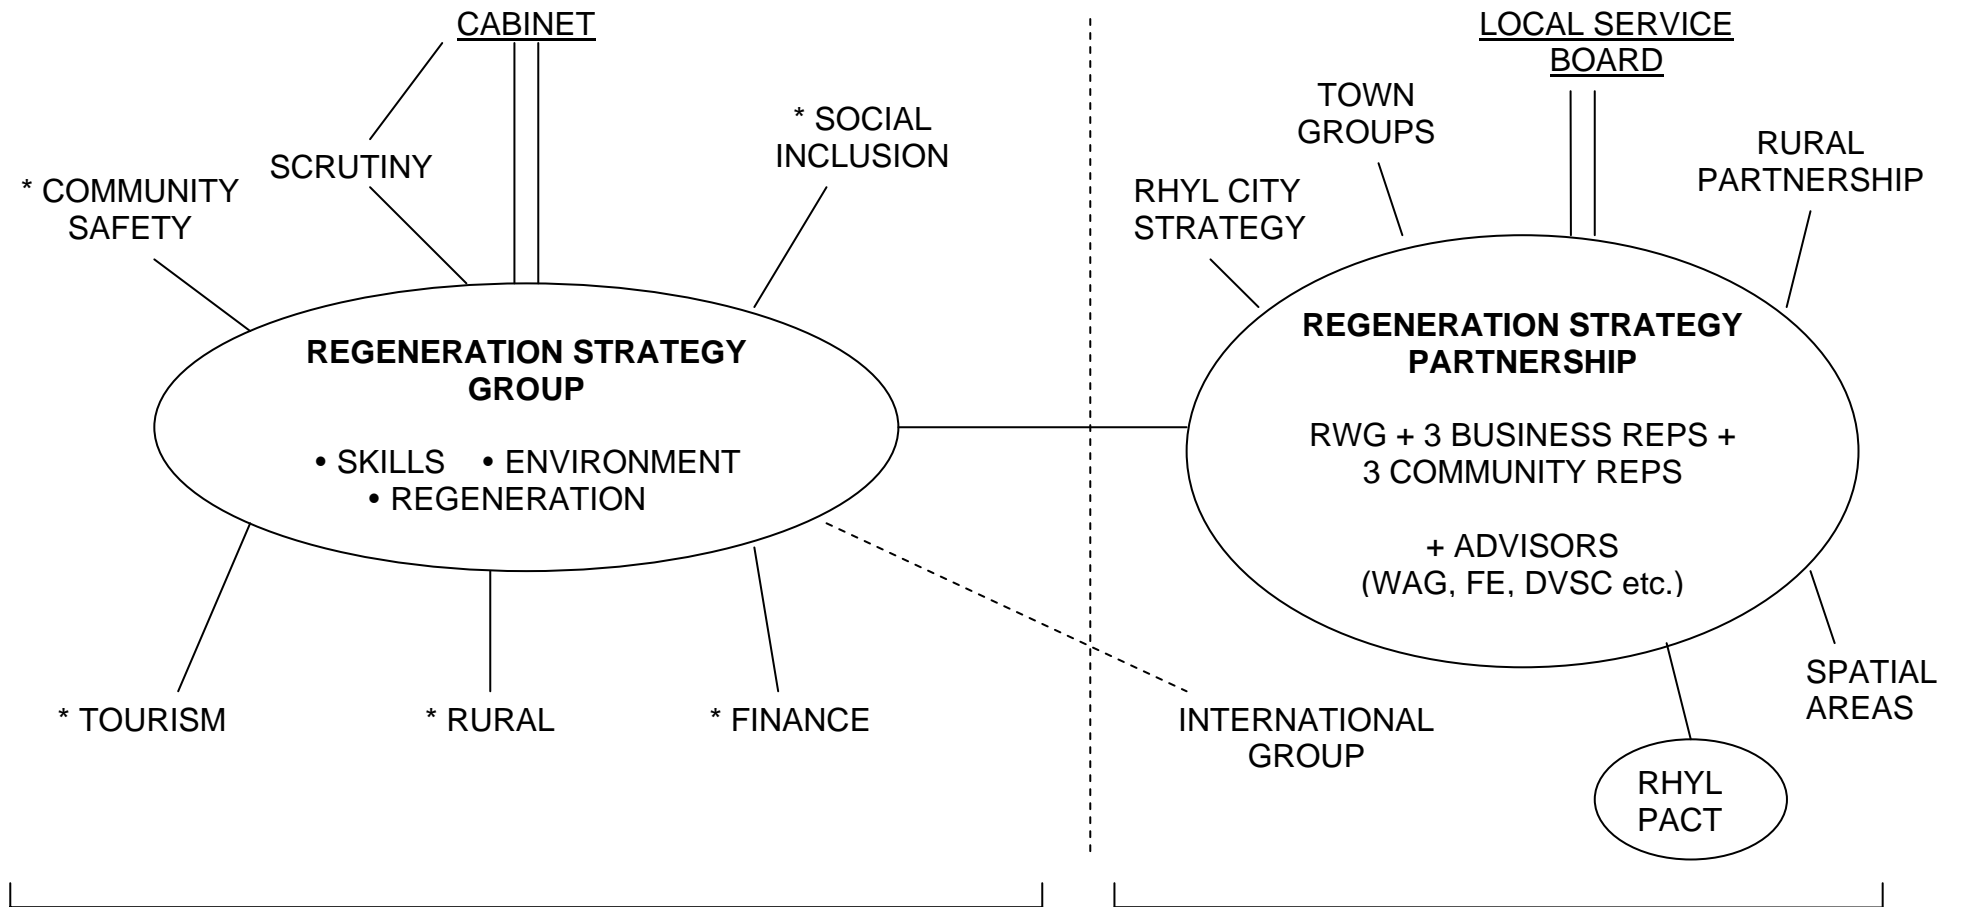 CABINET
SCRUTINY
* SOCIAL
INCLUSION
* COMMUNITY
SAFETY
REGENERATION STRATEGY
GROUP
• SKILLS • ENVIRONMENT
• REGENERATION
* TOURISM
* RURAL
* FINANCE
LOCAL SERVICE
BOARD
TOWN
GROUPS
RURAL
PARTNERSHIP
RHYL CITY
STRATEGY
REGENERATION STRATEGY
PARTNERSHIP
RWG + 3 BUSINESS REPS +
3 COMMUNITY REPS
+ ADVISORS
(WAG, FE, DVSC etc.)
SPATIAL
AREAS
INTERNATIONAL
GROUP
RHYL
PACT